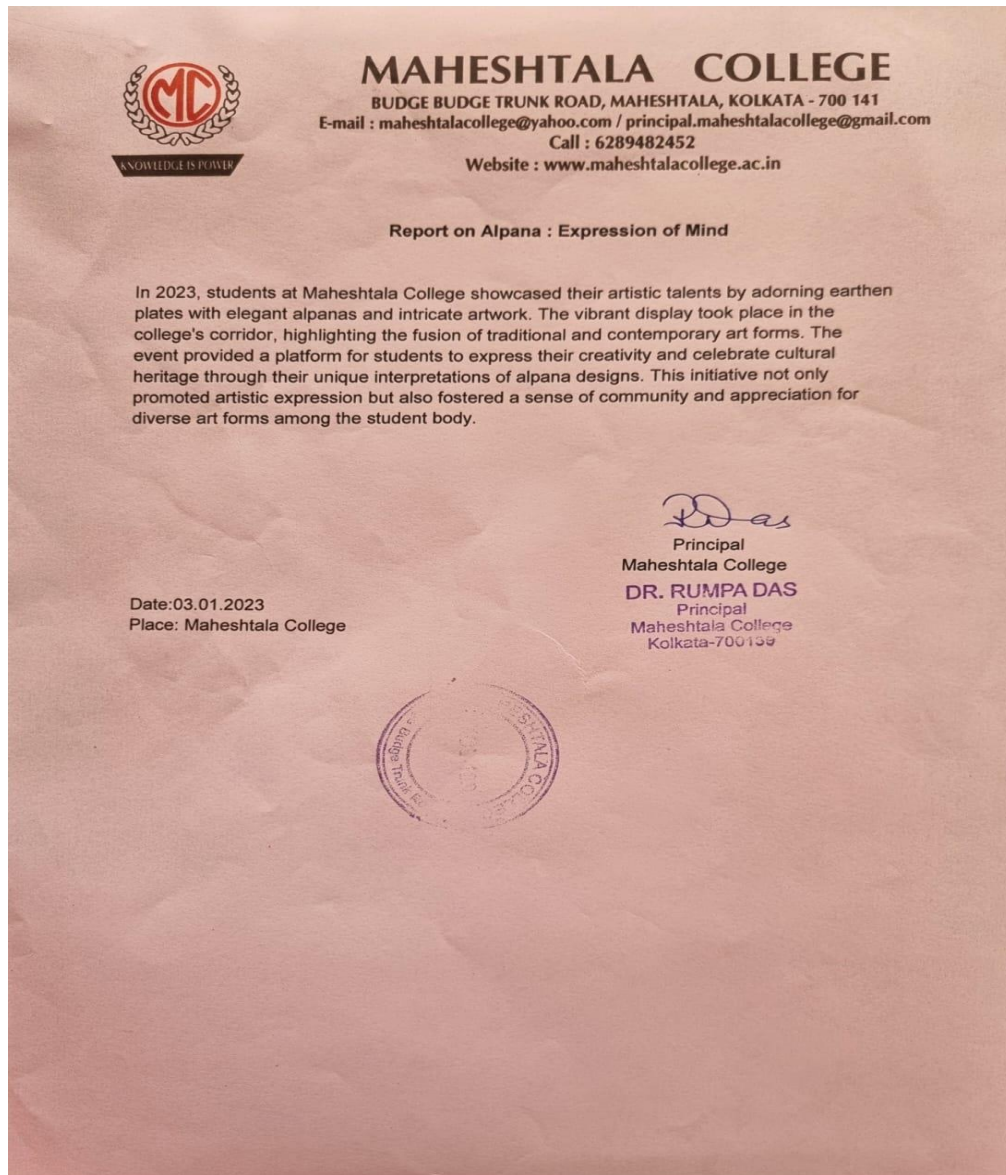 MC
KNOWLEDGE IS POWER
MAHESHTALA COLLEGE
BUDGE BUDGE TRUNK ROAD, MAHESHTALA, KOLKATA - 700 141
E-mail : maheshtalacollege@yahoo.com / principal.maheshtalacollege@gmail.com
Call : 6289482452
Website : www.maheshtalacollege.ac.in
Report on Alpana : Expression of Mind
In 2023, students at Maheshtala College showcased their artistic talents by adorning earthen
plates with elegant alpanas and intricate artwork. The vibrant display took place in the
college's corridor, highlighting the fusion of traditional and contemporary art forms. The
event provided a platform for students to express their creativity and celebrate cultural
heritage through their unique interpretations of alpana designs. This initiative not only
promoted artistic expression but also fostered a sense of community and appreciation for
diverse art forms among the student body.
RDas
Principal
Maheshtala College
DR. RUMPA DAS
Principal
Maheshtala College
Kolkata-700139
Date:03.01.2023
Place: Maheshtala College
Budge Trunk